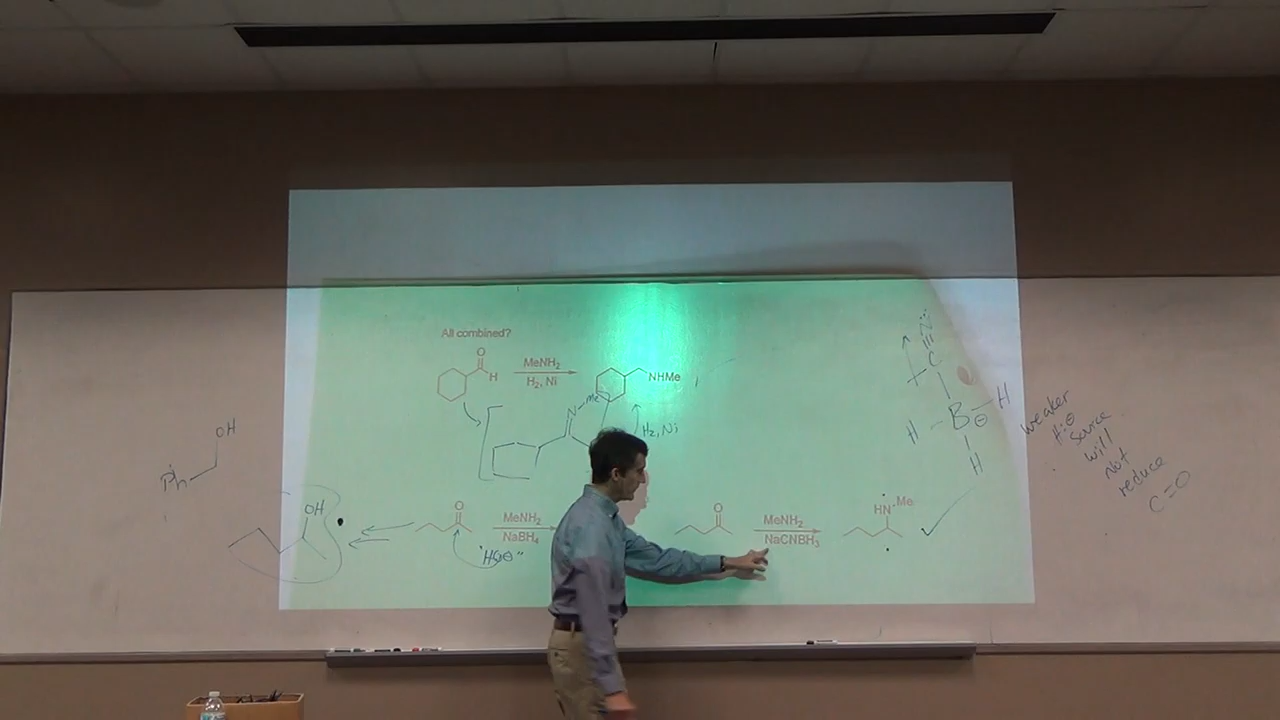 All combined?
O
H
MeNH2
H2, Ni
NHMe
N-Me
H2, Ni
OH
Ph
OH
O
MeNH2
NaBH4
"H:⊖"
O
MeNH2
NaCNBH3
HN Me
N
C
H
B ⊖
H
H
weaker
H:⊖
source
will
not
reduce
C=O